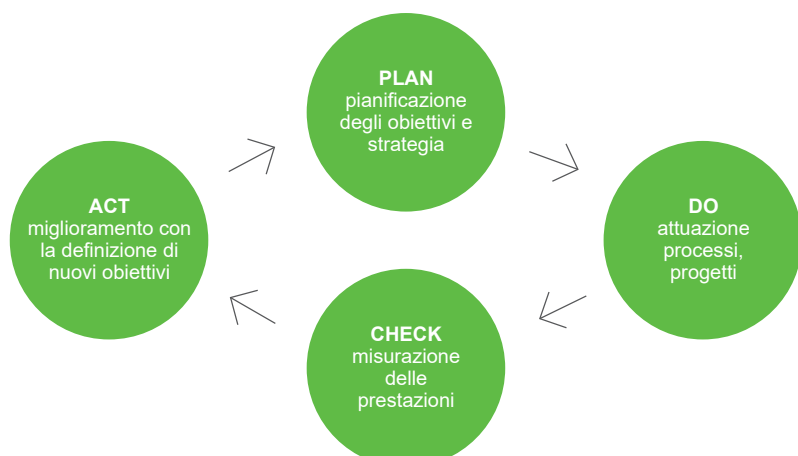 PLAN
pianificazione
degli obiettivi e
strategia
DO
attuazione
processi,
progetti
CHECK
misurazione
delle
prestazioni
ACT
miglioramento con
la definizione di
nuovi obiettivi